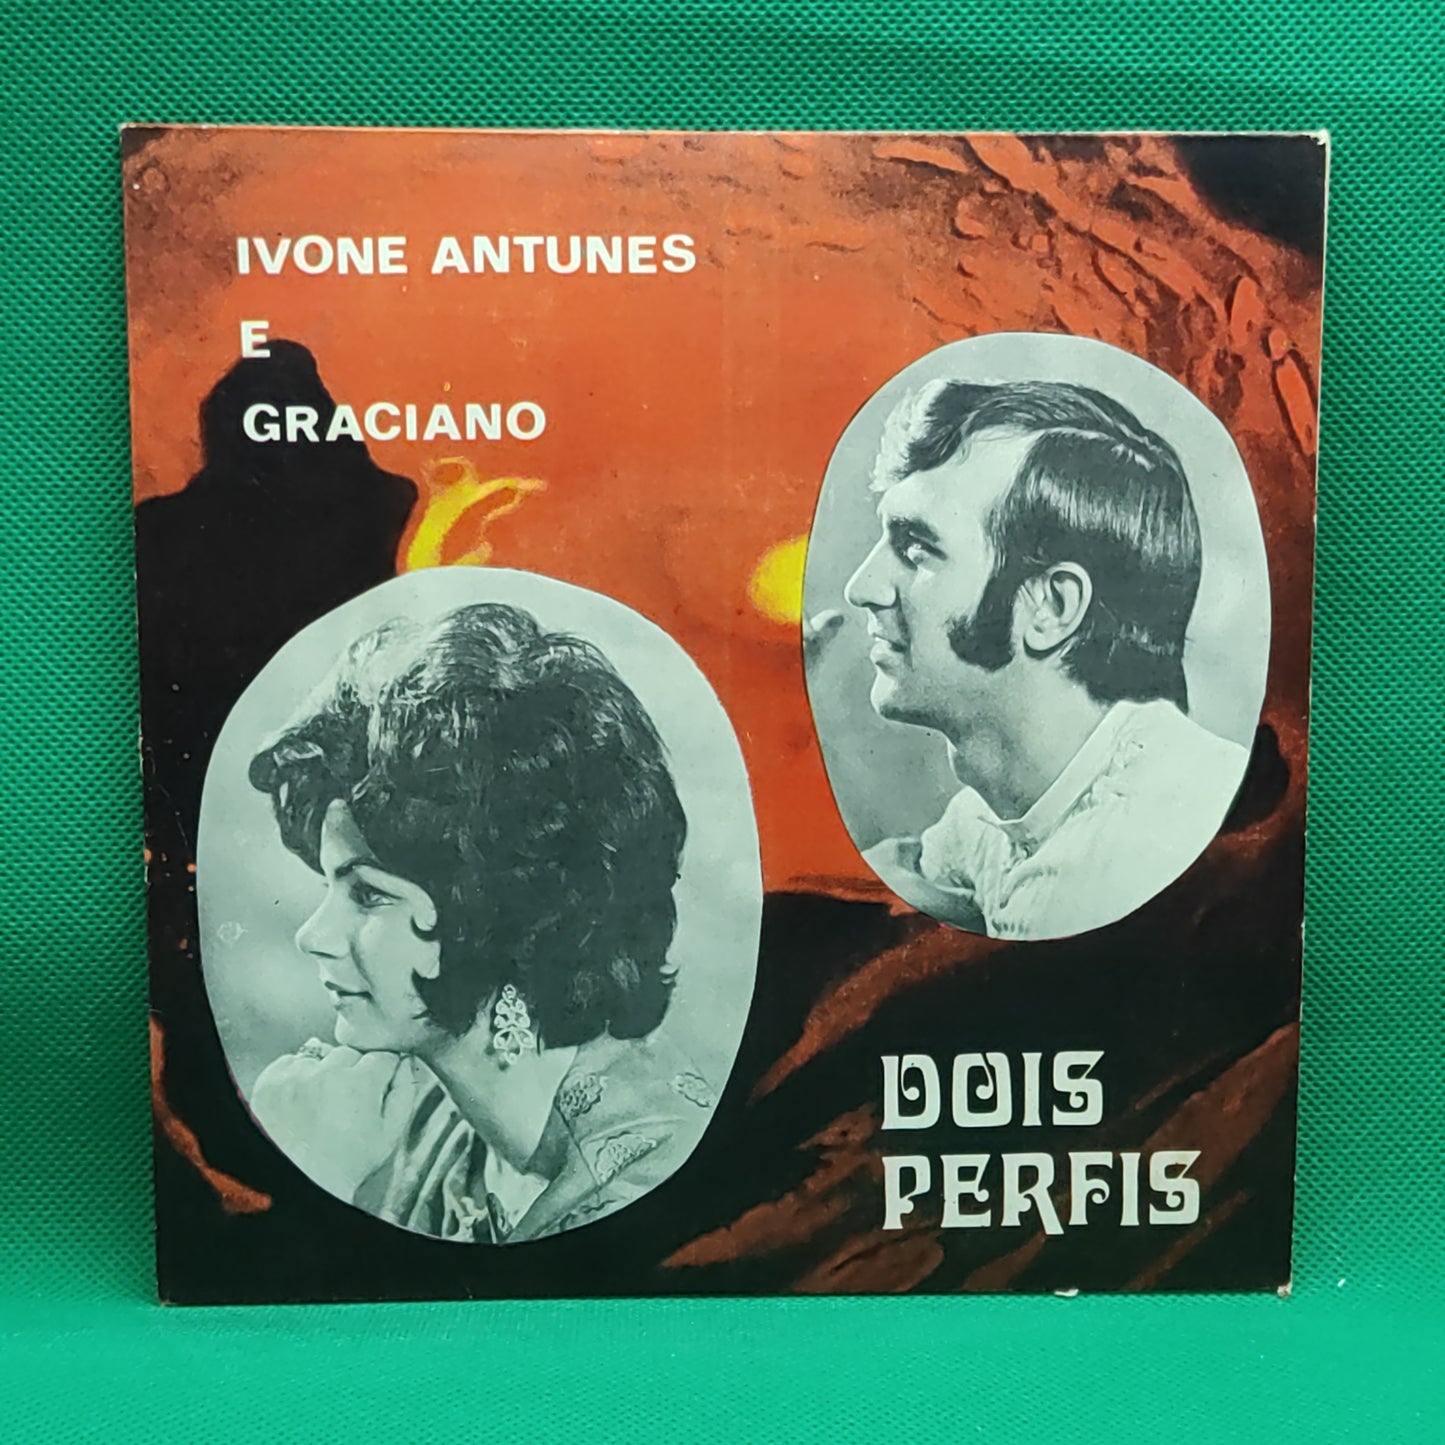 IVONE ANTUNES
E
GRACIANO
DOIS
PERFIS